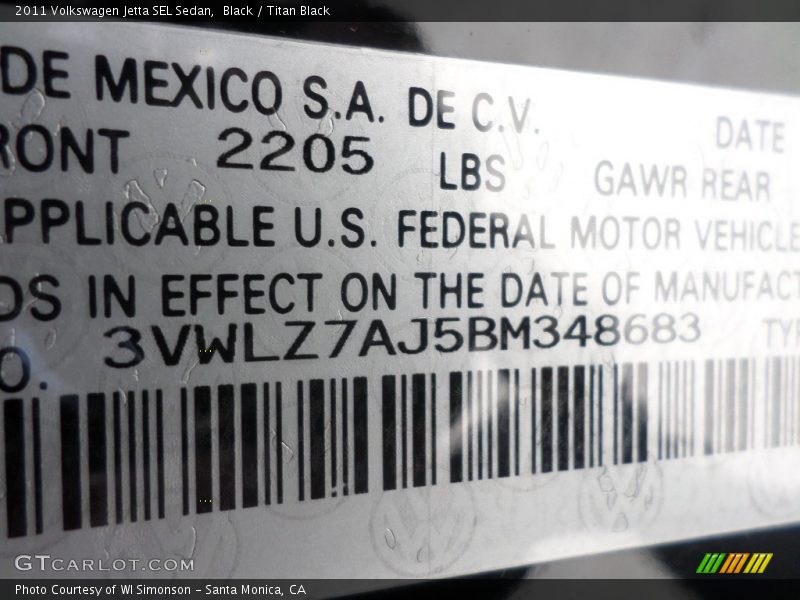 2011 Volkswagen Jetta SEL Sedan,  Black / Titan Black
DE MEXICO S.A. DE C.V. DATE
RONT 2205 LBS GAWR REAR
APPLICABLE U.S. FEDERAL MOTOR VEHICLE
DS IN EFFECT ON THE DATE OF MANUFACT
O. 3VWLZ7AJ5BM348683 TYP
GTCARLOT.COM
Photo Courtesy of WI Simonson - Santa Monica, CA